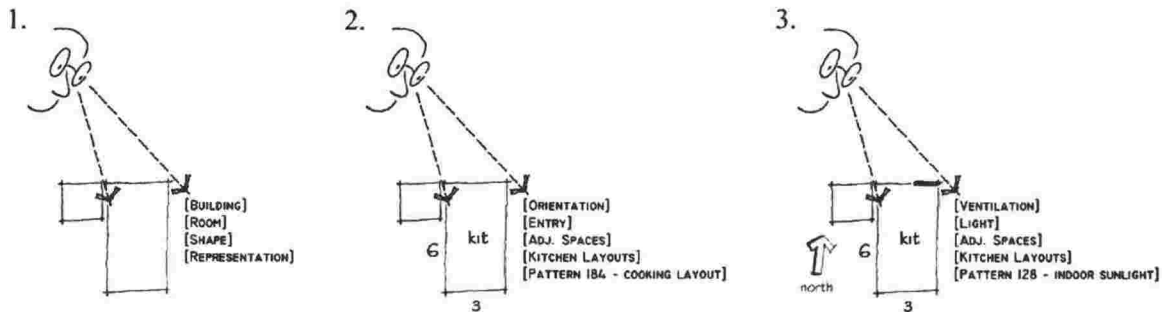 1.
[BUILDING]
[ROOM]
[SHAPE]
[REPRESENTATION]
2.
[ORIENTATION]
[ENTRY]
[ADJ. SPACES]
[KITCHEN LAYOUTS]
[PATTERN 184 - COOKING LAYOUT]
kit
6
3
3.
[VENTILATION]
[LIGHT]
[ADJ. SPACES]
[KITCHEN LAYOUTS]
[PATTERN 128 - INDOOR SUNLIGHT]
kit
6
north
3